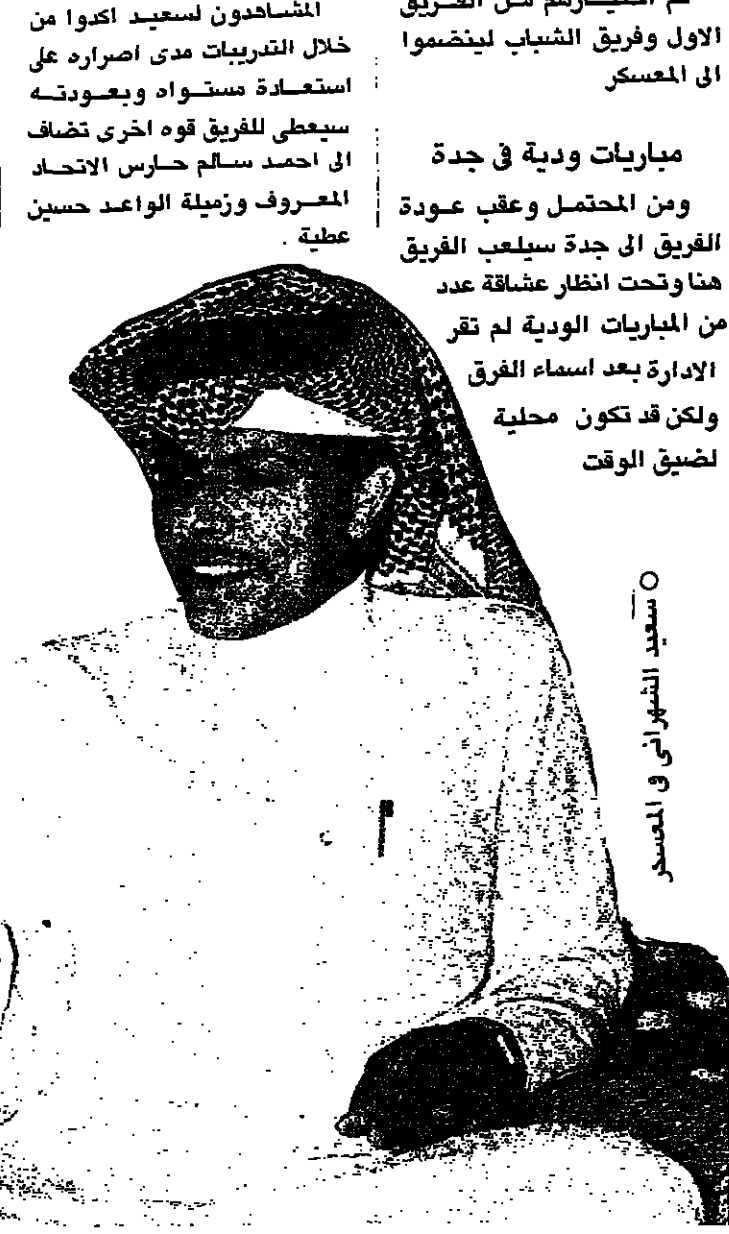 الاول وفريق الشباب لينضموا
الى المعسكر
مباريات ودية في جدة
ومن المحتمل وعقب عودة
الفريق الى جدة سيلعب الفريق
هنا وتحت انظار عشاقة عدد
من المباريات الودية لم تقر
الادارة بعد اسماء الفرق
ولكن قد تكون محلية
لضيق الوقت
المشاهدون لسعيد اكدوا من
خلال التدريبات مدى اصراره على
استعادة مستواه وبعودته
سيعطى للفريق قوه اخرى تضاف
الى احمد سالم حارس الاتحاد
المعروف وزميلة الواعد حسين
عطية .
○ سعيد الشهرانى في المعسكر